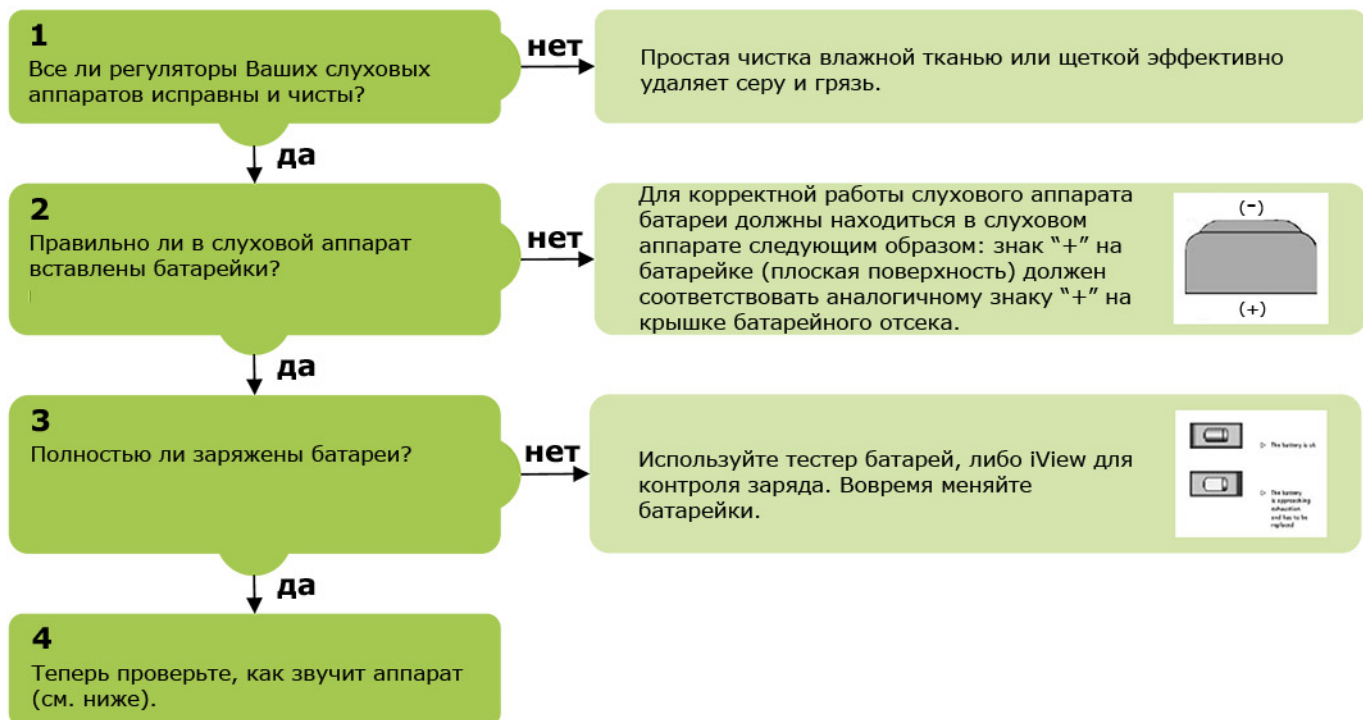 1
Все ли регуляторы Ваших слуховых
аппаратов исправны и чисты?
нет
Простая чистка влажной тканью или щеткой эффективно
удаляет серу и грязь.
да
2
Правильно ли в слуховой аппарат
вставлены батарейки?
нет
Для корректной работы слухового аппарата
батареи должны находиться в слуховом
аппарате следующим образом: знак “+” на
батарейке (плоская поверхность) должен
соответствовать аналогичному знаку “+” на
крышке батарейного отсека.
(-)
(+)
да
3
Полностью ли заряжены батареи?
нет
Используйте тестер батарей, либо iView для
контроля заряда. Вовремя меняйте
батарейки.
The battery is ok
The battery
is approaching
exhaustion
and has to be
replaced
да
4
Теперь проверьте, как звучит аппарат
(см. ниже).